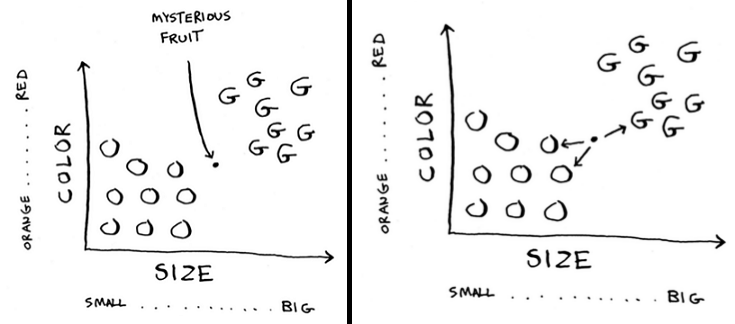 MYSTERIOUS
FRUIT
COLOR
ORANGE ........ RED
G G G
G
G G G
G G
O O O
O O O
O O O
SIZE
SMALL ........... BIG
COLOR
ORANGE ........ RED
G G G
G
G G
G G
O O O
O O O
O O O
SIZE
SMALL ........... BIG